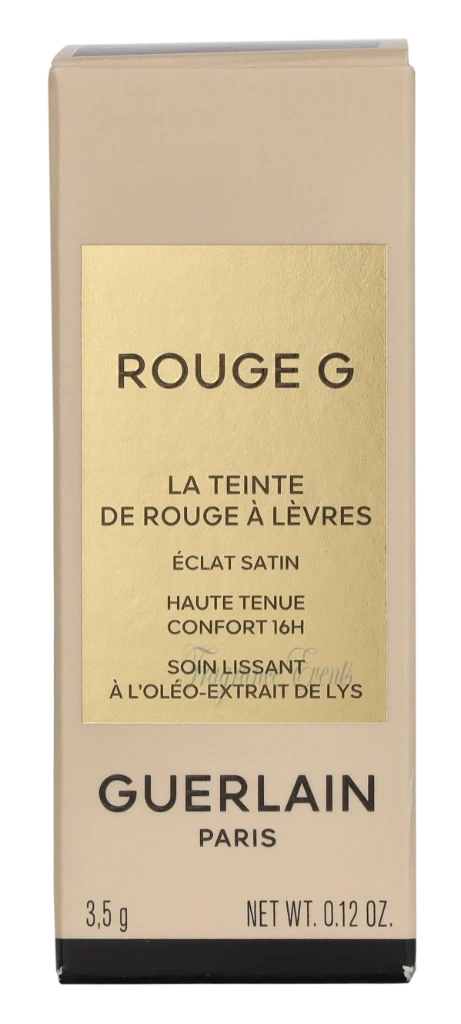 ROUGE G
LA TEINTE
DE ROUGE À LÈVRES
ÉCLAT SATIN
HAUTE TENUE
CONFORT 16H
SOIN LISSANT
À L'OLÉO-EXTRAIT DE LYS
GUERLAIN
PARIS
3,5 g NET WT. 0.12 OZ.